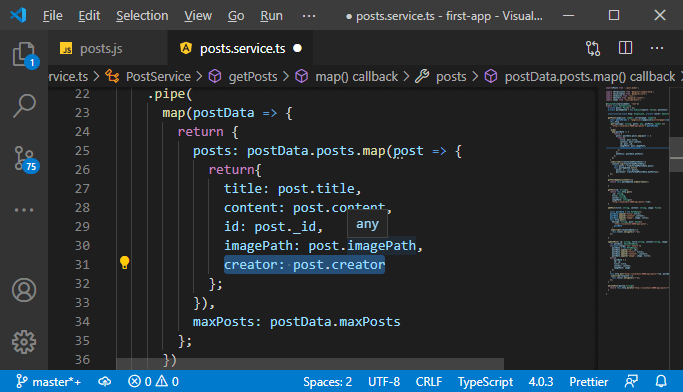 File Edit Selection View Go Run ··· ● posts.service.ts - first-app - Visual...
JS posts.js posts.service.ts ●
rvice.ts > PostService > getPosts > map() callback > posts > postData.posts.map() callback >
22 .pipe(
23 map(postData => {
24 return {
25 posts: postData.posts.map(post => {
26 return{
27 title: post.title,
28 content: post.content,
29 id: post._id,
any
30 imagePath: post.imagePath,
31 creator: post.creator
32 };
33 }),
34 maxPosts: postData.maxPosts
35 };
36 })
1
75
master*+ 0 0 Spaces: 2 UTF-8 CRLF TypeScript 4.0.3 Prettier